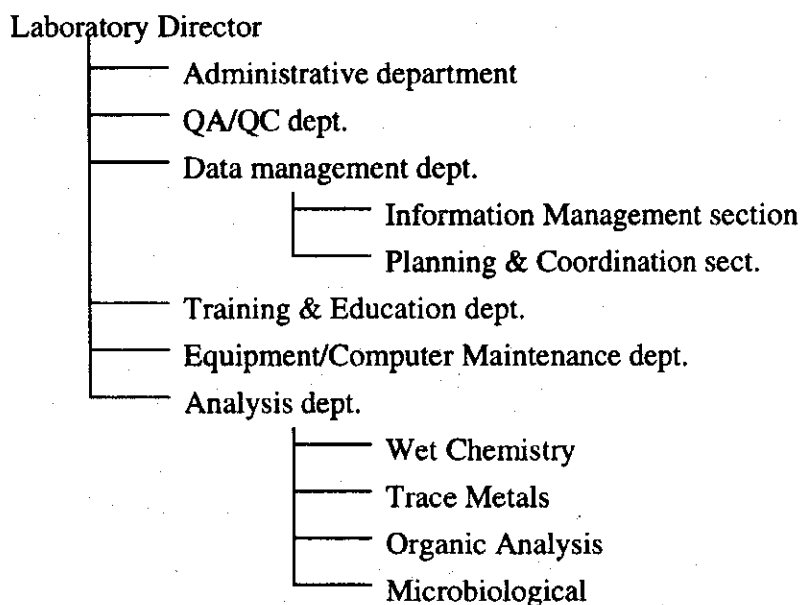 Laboratory Director
Administrative department
QA/QC dept.
Data management dept.
Information Management section
Planning & Coordination sect.
Training & Education dept.
Equipment/Computer Maintenance dept.
Analysis dept.
Wet Chemistry
Trace Metals
Organic Analysis
Microbiological